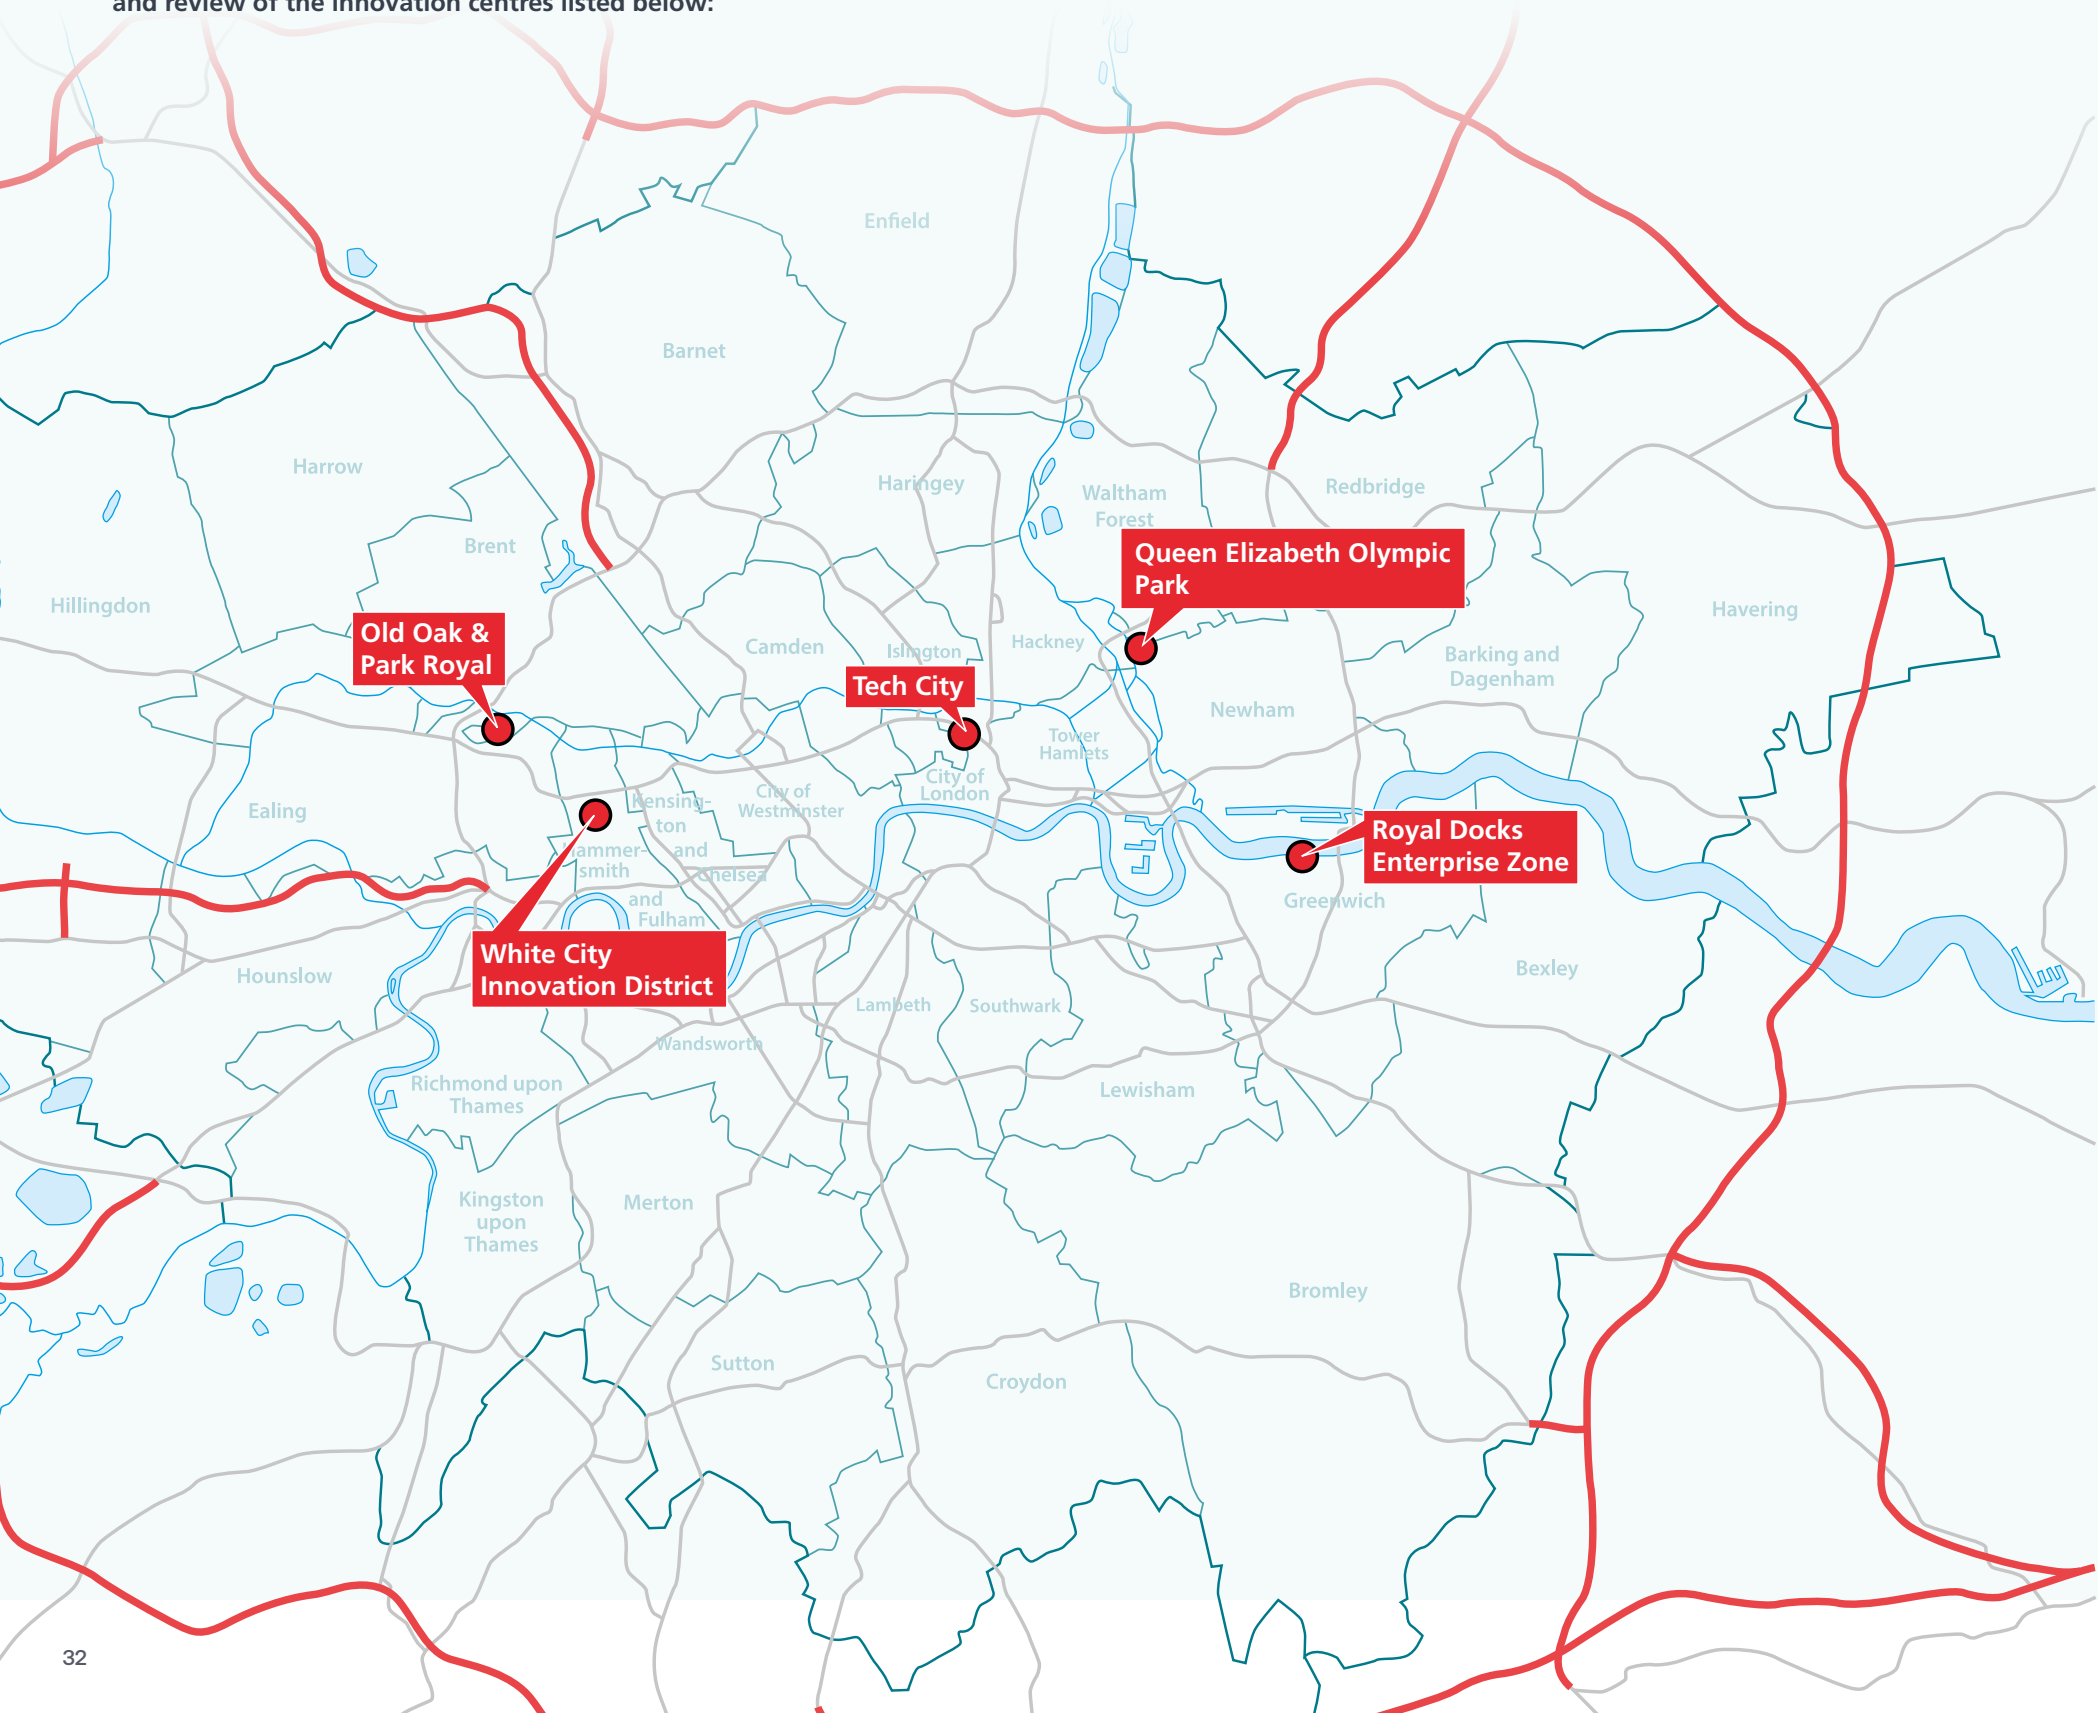 and review of the innovation centres listed below:
Enfield
Barnet
Harrow
Haringey
Waltham
Forest
Redbridge
Brent
Queen Elizabeth Olympic
Park
Hillingdon
Havering
Old Oak &
Park Royal
Camden
Islington
Hackney
Barking and
Dagenham
Tech City
Newham
Tower
Hamlets
City of
London
City of
Westminster
Kensing-
ton
and
Chelsea
Ealing
Hammer-
smith
and
Fulham
Royal Docks
Enterprise Zone
Greenwich
White City
Innovation District
Hounslow
Bexley
Lambeth
Southwark
Wandsworth
Richmond upon
Thames
Lewisham
Kingston
upon
Thames
Merton
Bromley
Sutton
Croydon
32